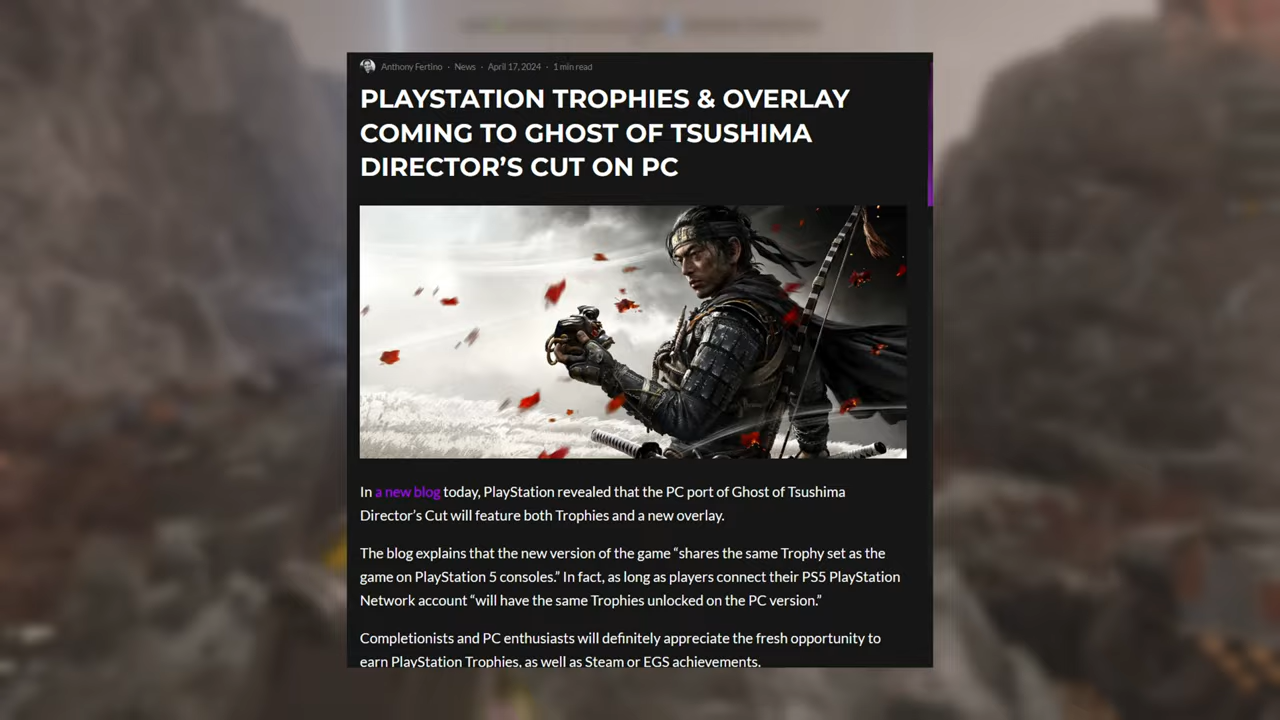 Anthony Fertino · News · April 17, 2024 · 1 min read
PLAYSTATION TROPHIES & OVERLAY
COMING TO GHOST OF TSUSHIMA
DIRECTOR’S CUT ON PC
In a new blog today, PlayStation revealed that the PC port of Ghost of Tsushima
Director’s Cut will feature both Trophies and a new overlay.
The blog explains that the new version of the game “shares the same Trophy set as the
game on PlayStation 5 consoles.” In fact, as long as players connect their PS5 PlayStation
Network account “will have the same Trophies unlocked on the PC version.”
Completionists and PC enthusiasts will definitely appreciate the fresh opportunity to
earn PlayStation Trophies, as well as Steam or EGS achievements.